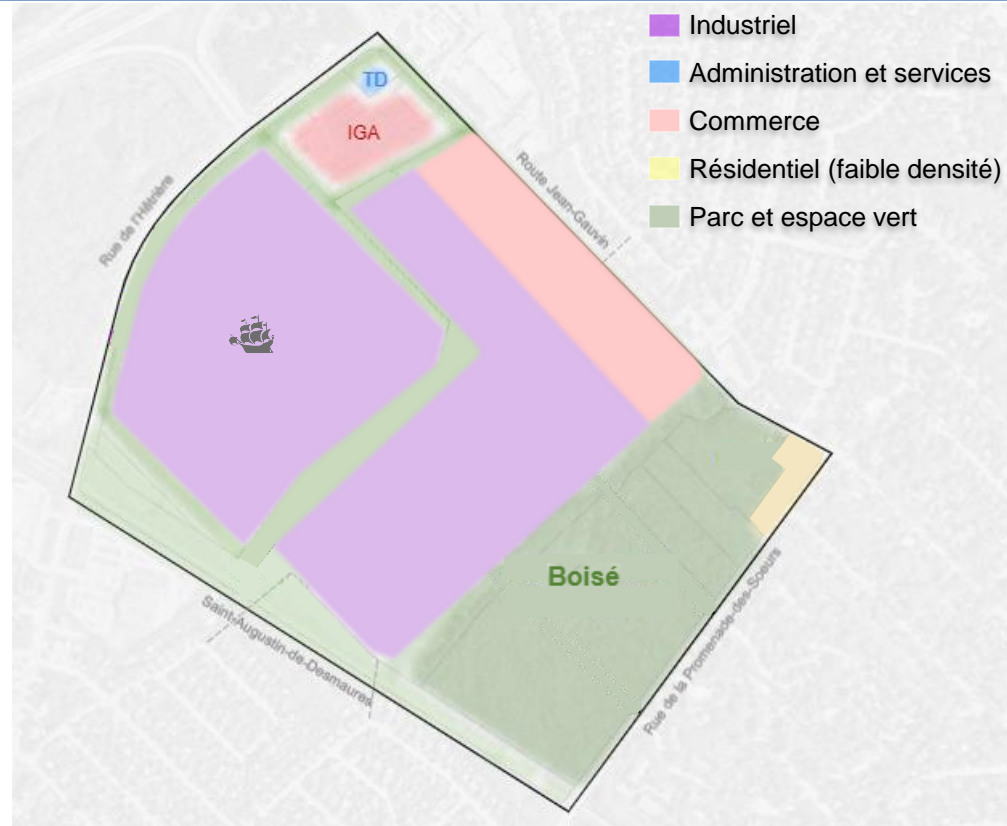 Industriel
Administration et services
Commerce
Résidentiel (faible densité)
Parc et espace vert
TD
IGA
Route Jean-Gauvin
Rue de l'Hêtrière
Boisé
Saint-Augustin-de-Desmaures
Rue de la Promenade-des-Soeurs